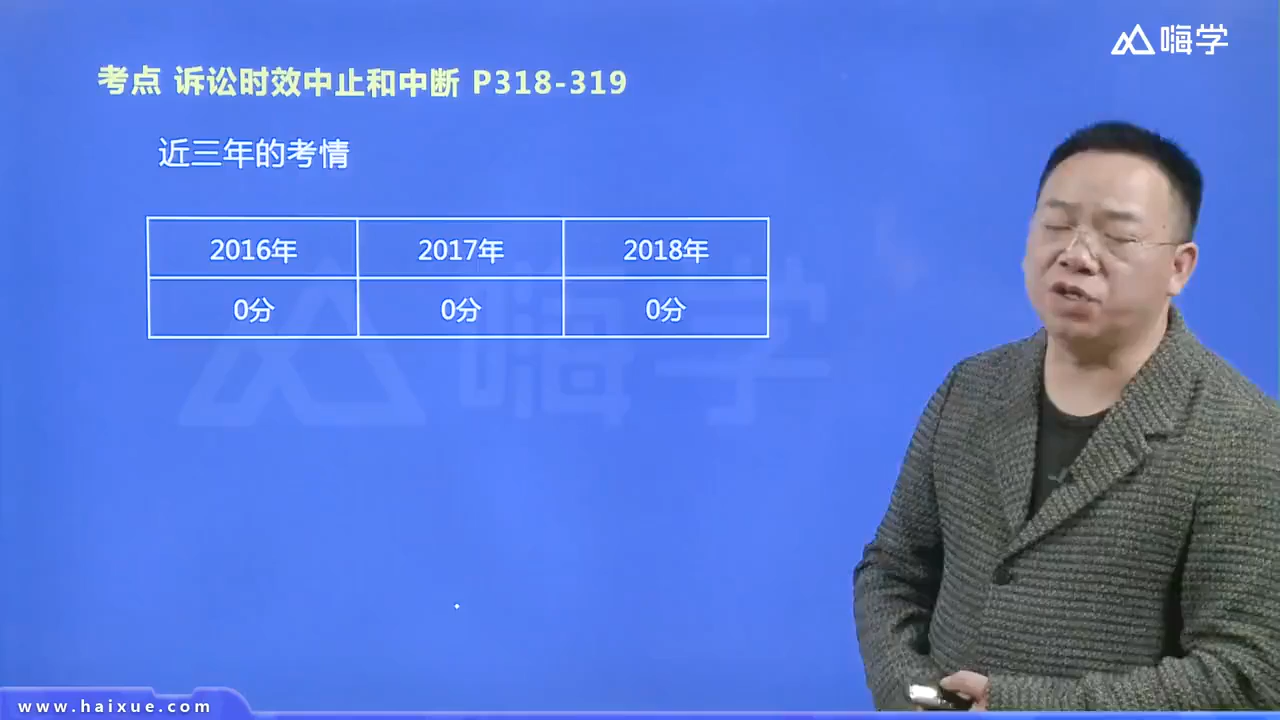 嗨学
考点 诉讼时效中止和中断 P318-319
近三年的考情
2016年 2017年 2018年
0分 0分 0分
嗨学
www.haixue.com